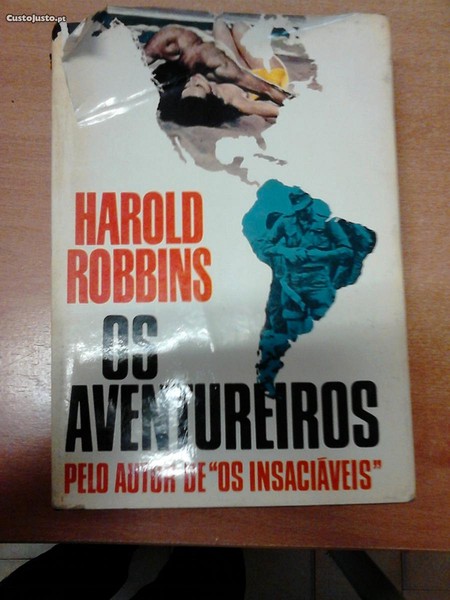 CustoJusto.pt
HAROLD
ROBBINS
OS
AVENTUREIROS
PELO AUTOR DE "OS INSACIÁVEIS"